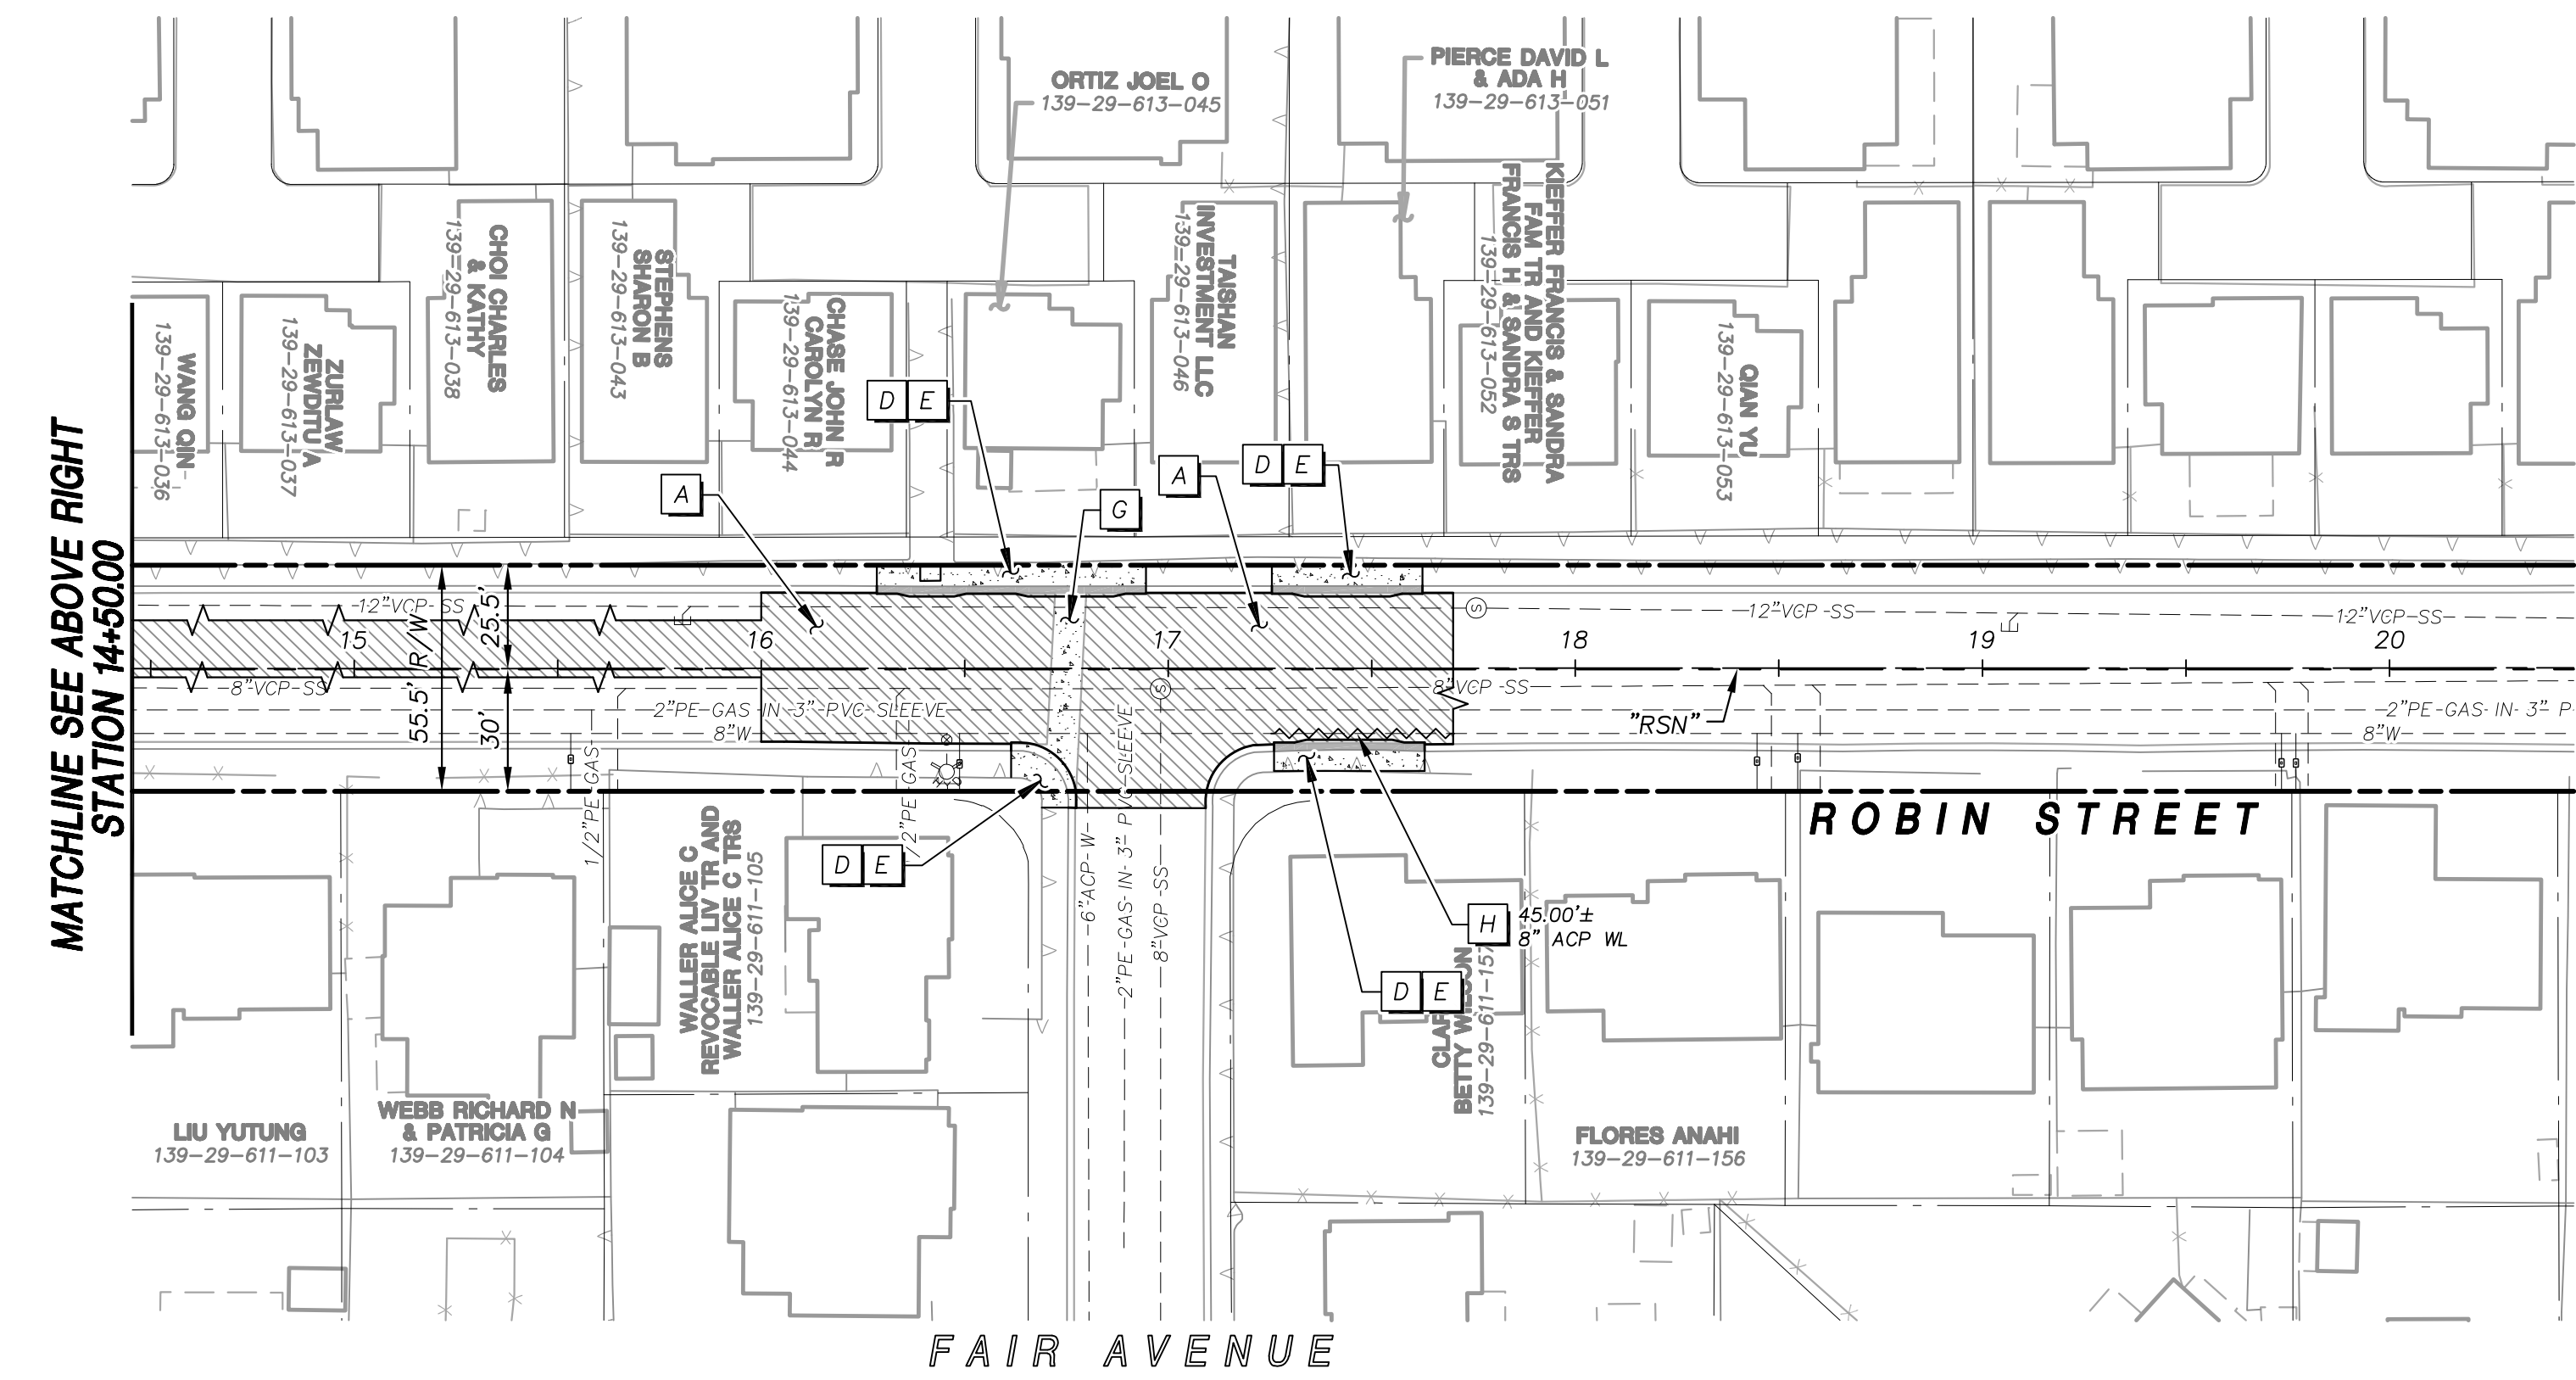 ORTIZ JOEL O
139-29-613-045
PIERCE DAVID L
& ADA H
139-29-613-051
MATCHLINE SEE ABOVE RIGHT
STATION 14+50.00
WANG QIN
139-29-613-036
ZURLAW
ZEWDITU A
139-29-613-037
CHOI CHARLES
& KATHY
139-29-613-038
STEPHENS
SHARON B
139-29-613-043
CHASE JOHN R
CAROLYN R
139-29-613-044
TAISHAN
INVESTMENT LLC
139-29-613-046
KIEFFER FRANCIS & SANDRA
FAM TR AND KIEFFER
FRANCIS H & SANDRA S TRS
139-29-613-052
QIAN YU
139-29-613-053
D E
A
G
A
D E
12"VCP-SS
12"VCP-SS
12"VCP-SS
15
16
17
18
19
20
55.5' R/W
25.5'
30'
8"VCP-SS
8"VCP-SS
2"PE-GAS-IN-3"-PVC-SLEEVE
8"W
"RSN"
2"PE-GAS-IN-3" P
8"W
ROBIN STREET
1/2"PE-GAS
1/2"PE-GAS
D E
6"ACP-W
2"PE-GAS-IN-3" PVC-SLEEVE
8"VCP-SS
H
45.00'±
8" ACP WL
D E
WALLER ALICE C
REVOCABLE LIV TR AND
WALLER ALICE C TRS
139-29-611-105
BETTY WILSON
LIU YUTUNG
139-29-611-103
WEBB RICHARD N
& PATRICIA G
139-29-611-104
FLORES ANAHI
139-29-611-156
FAIR AVENUE